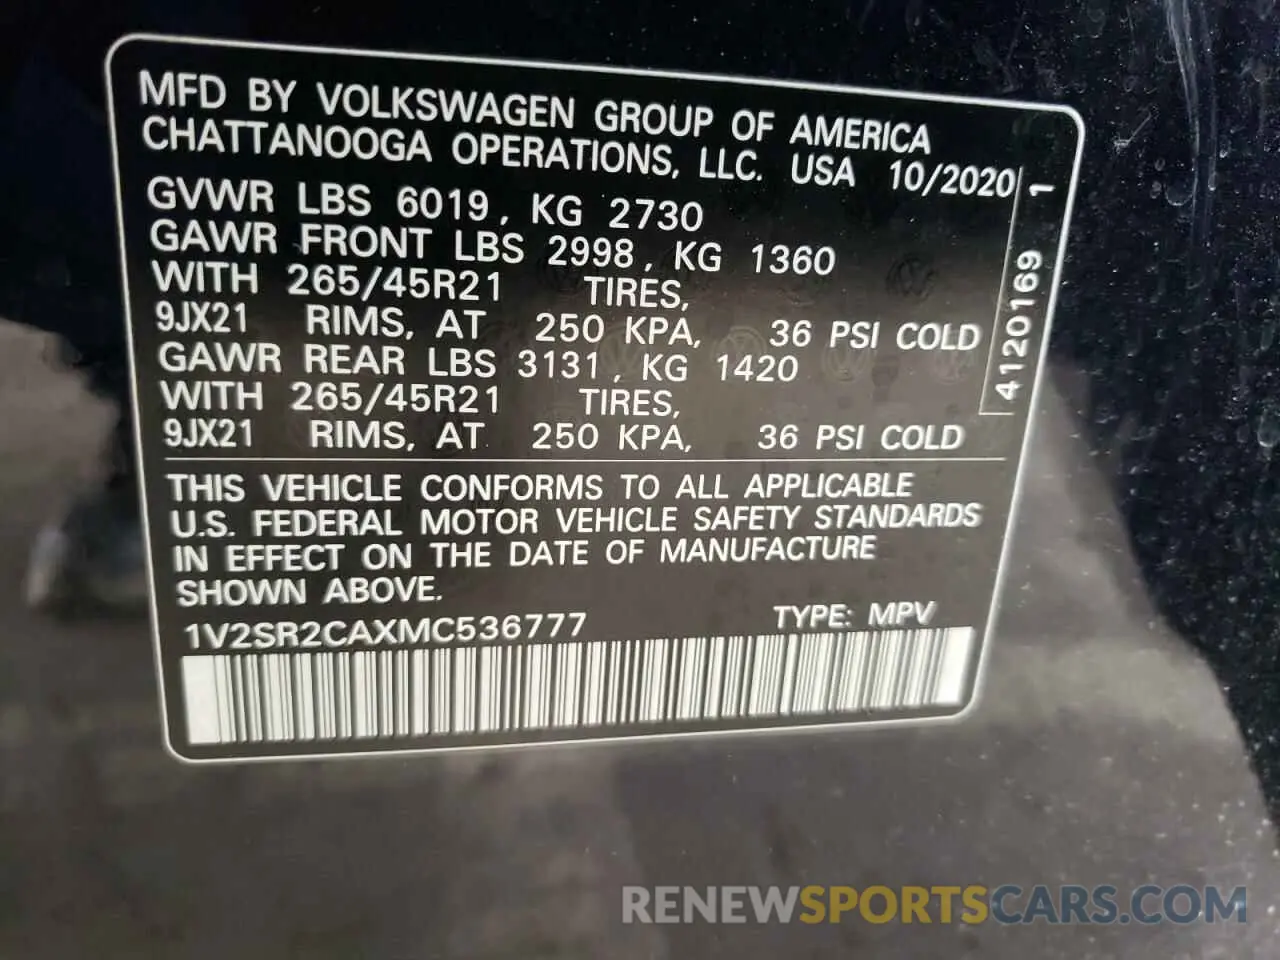 MFD BY VOLKSWAGEN GROUP OF AMERICA
CHATTANOOGA OPERATIONS, LLC. USA 10/2020
GVWR LBS 6019, KG 2730
GAWR FRONT LBS 2998, KG 1360
WITH 265/45R21 TIRES,
9JX21 RIMS, AT 250 KPA, 36 PSI COLD
GAWR REAR LBS 3131, KG 1420
WITH 265/45R21 TIRES,
9JX21 RIMS, AT 250 KPA, 36 PSI COLD
4120169 1
THIS VEHICLE CONFORMS TO ALL APPLICABLE
U.S. FEDERAL MOTOR VEHICLE SAFETY STANDARDS
IN EFFECT ON THE DATE OF MANUFACTURE
SHOWN ABOVE.
1V2SR2CAXMC536777 TYPE: MPV
RENEWSPORTSCARS.COM